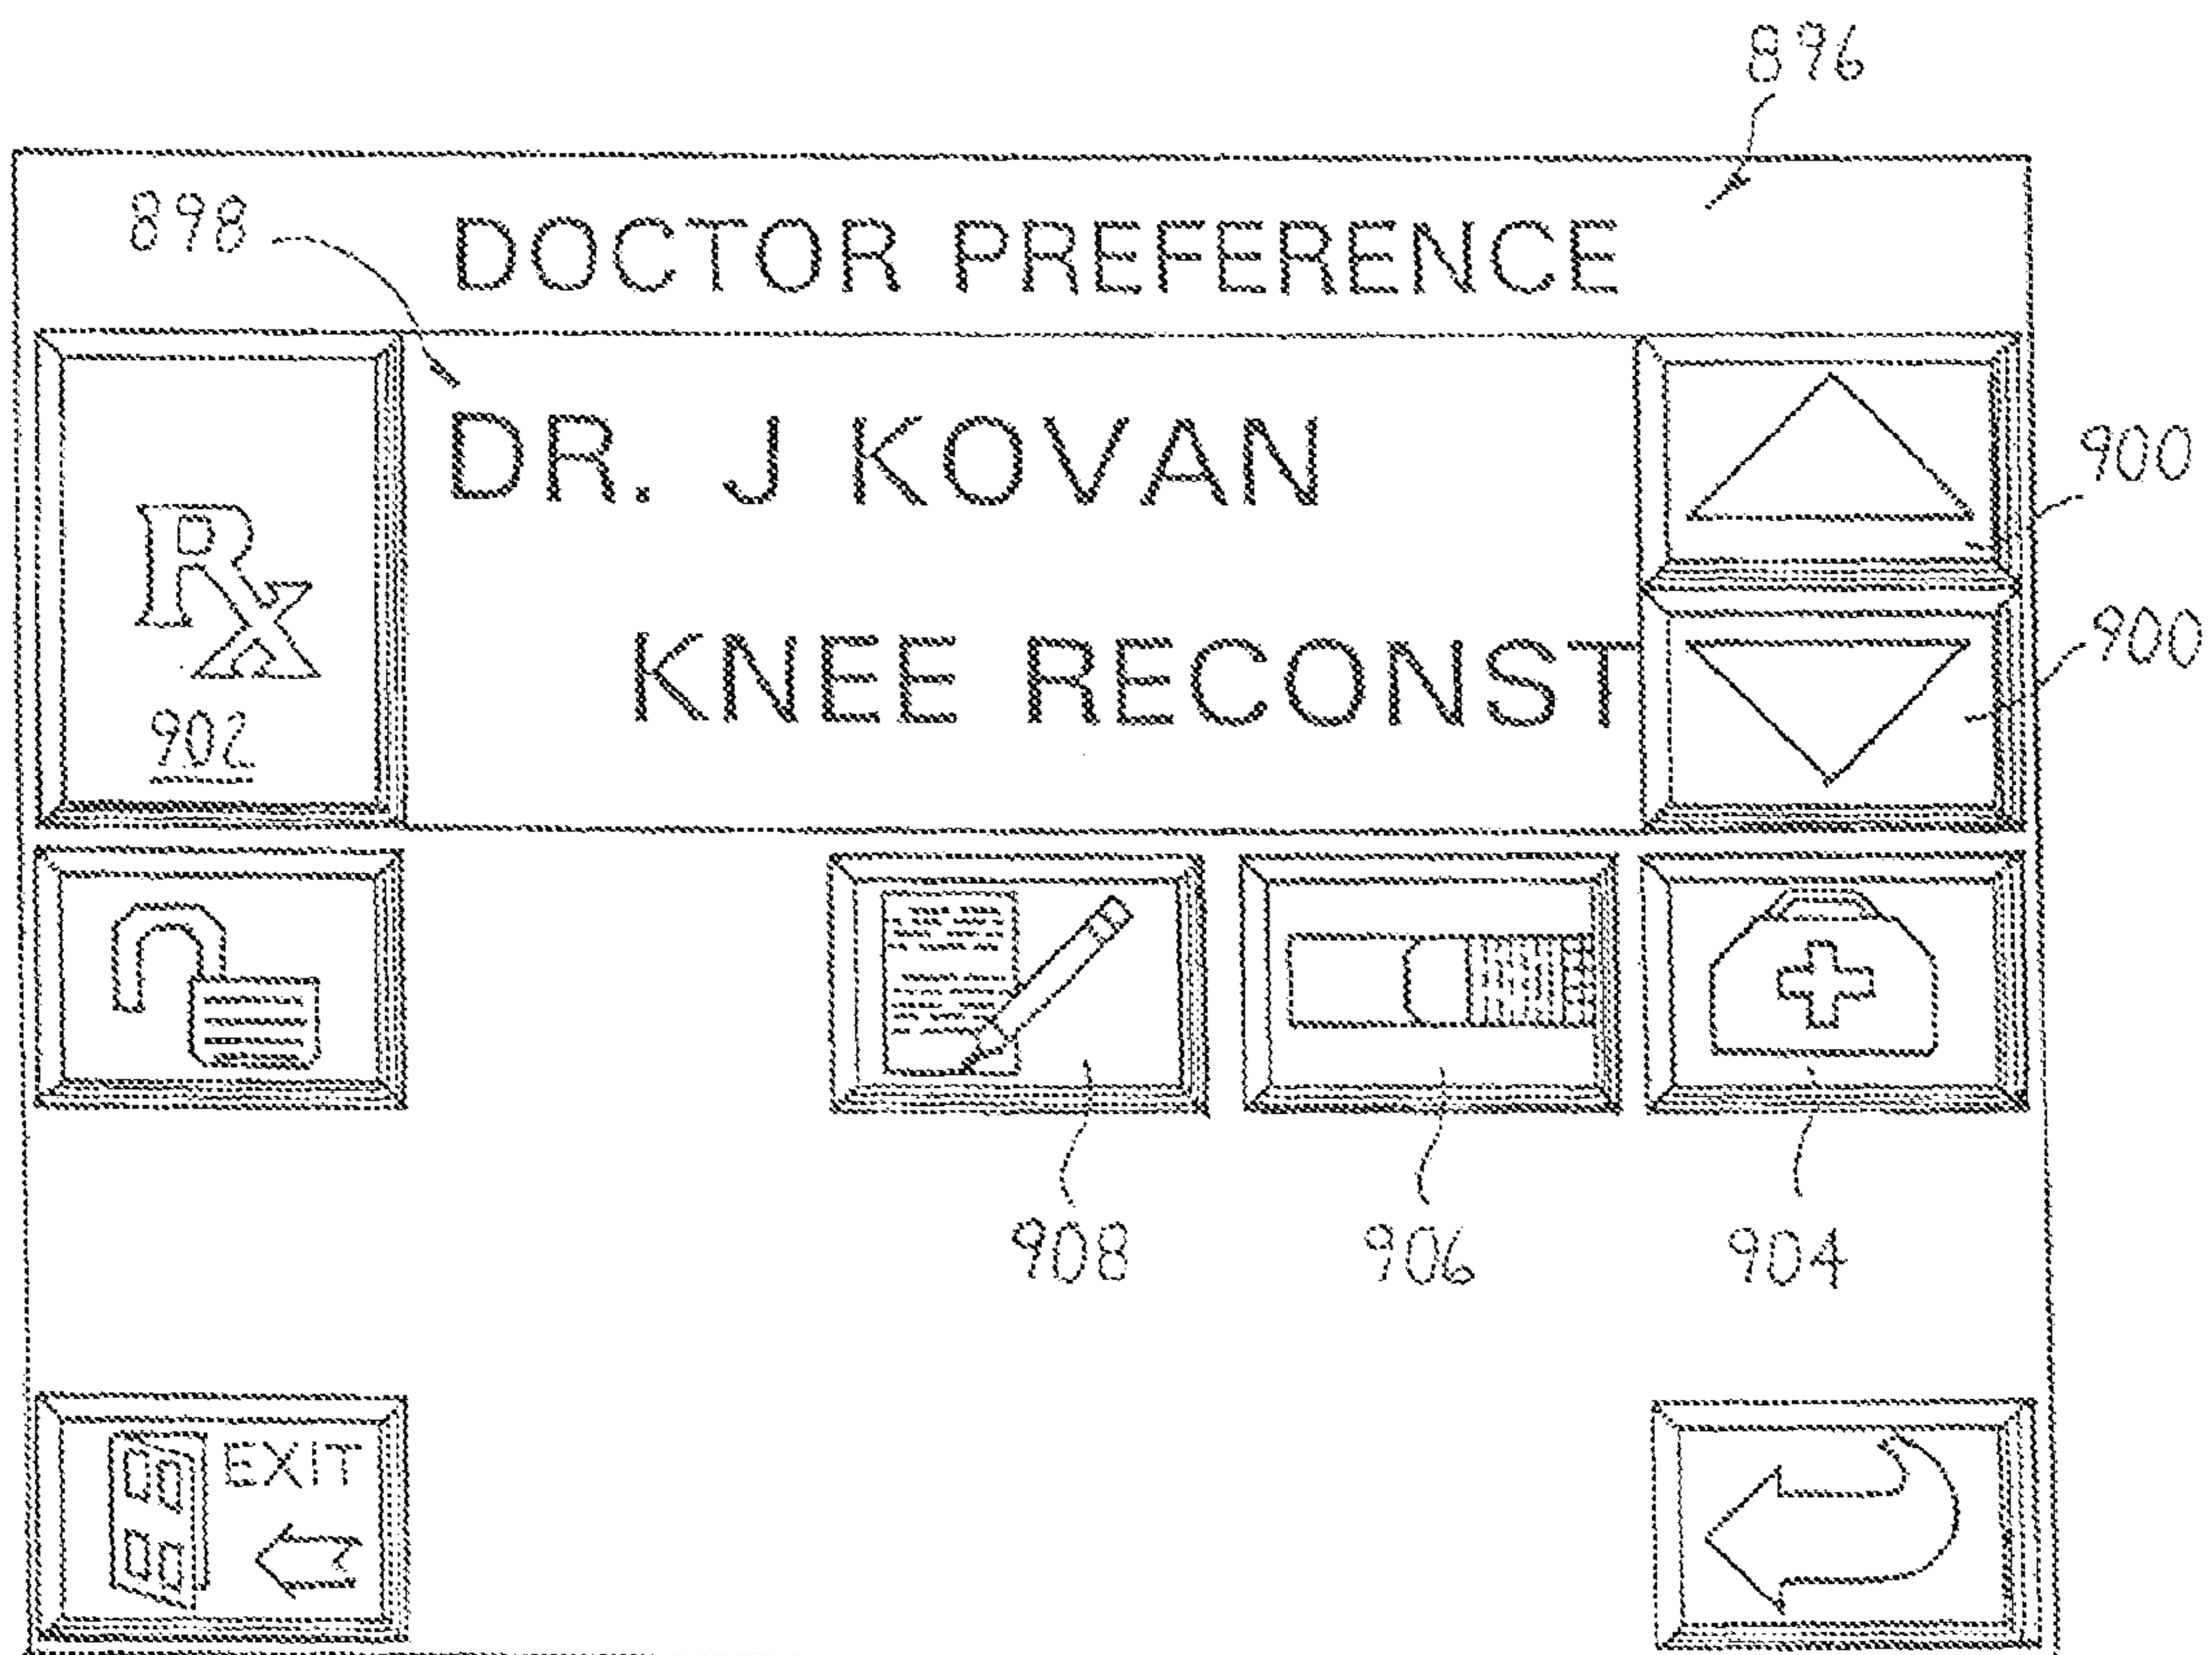 896
898
DOCTOR PREFERENCE
DR. J KOVAN
900
Rx
KNEE RECONST
900
902
908
906
904
EXIT